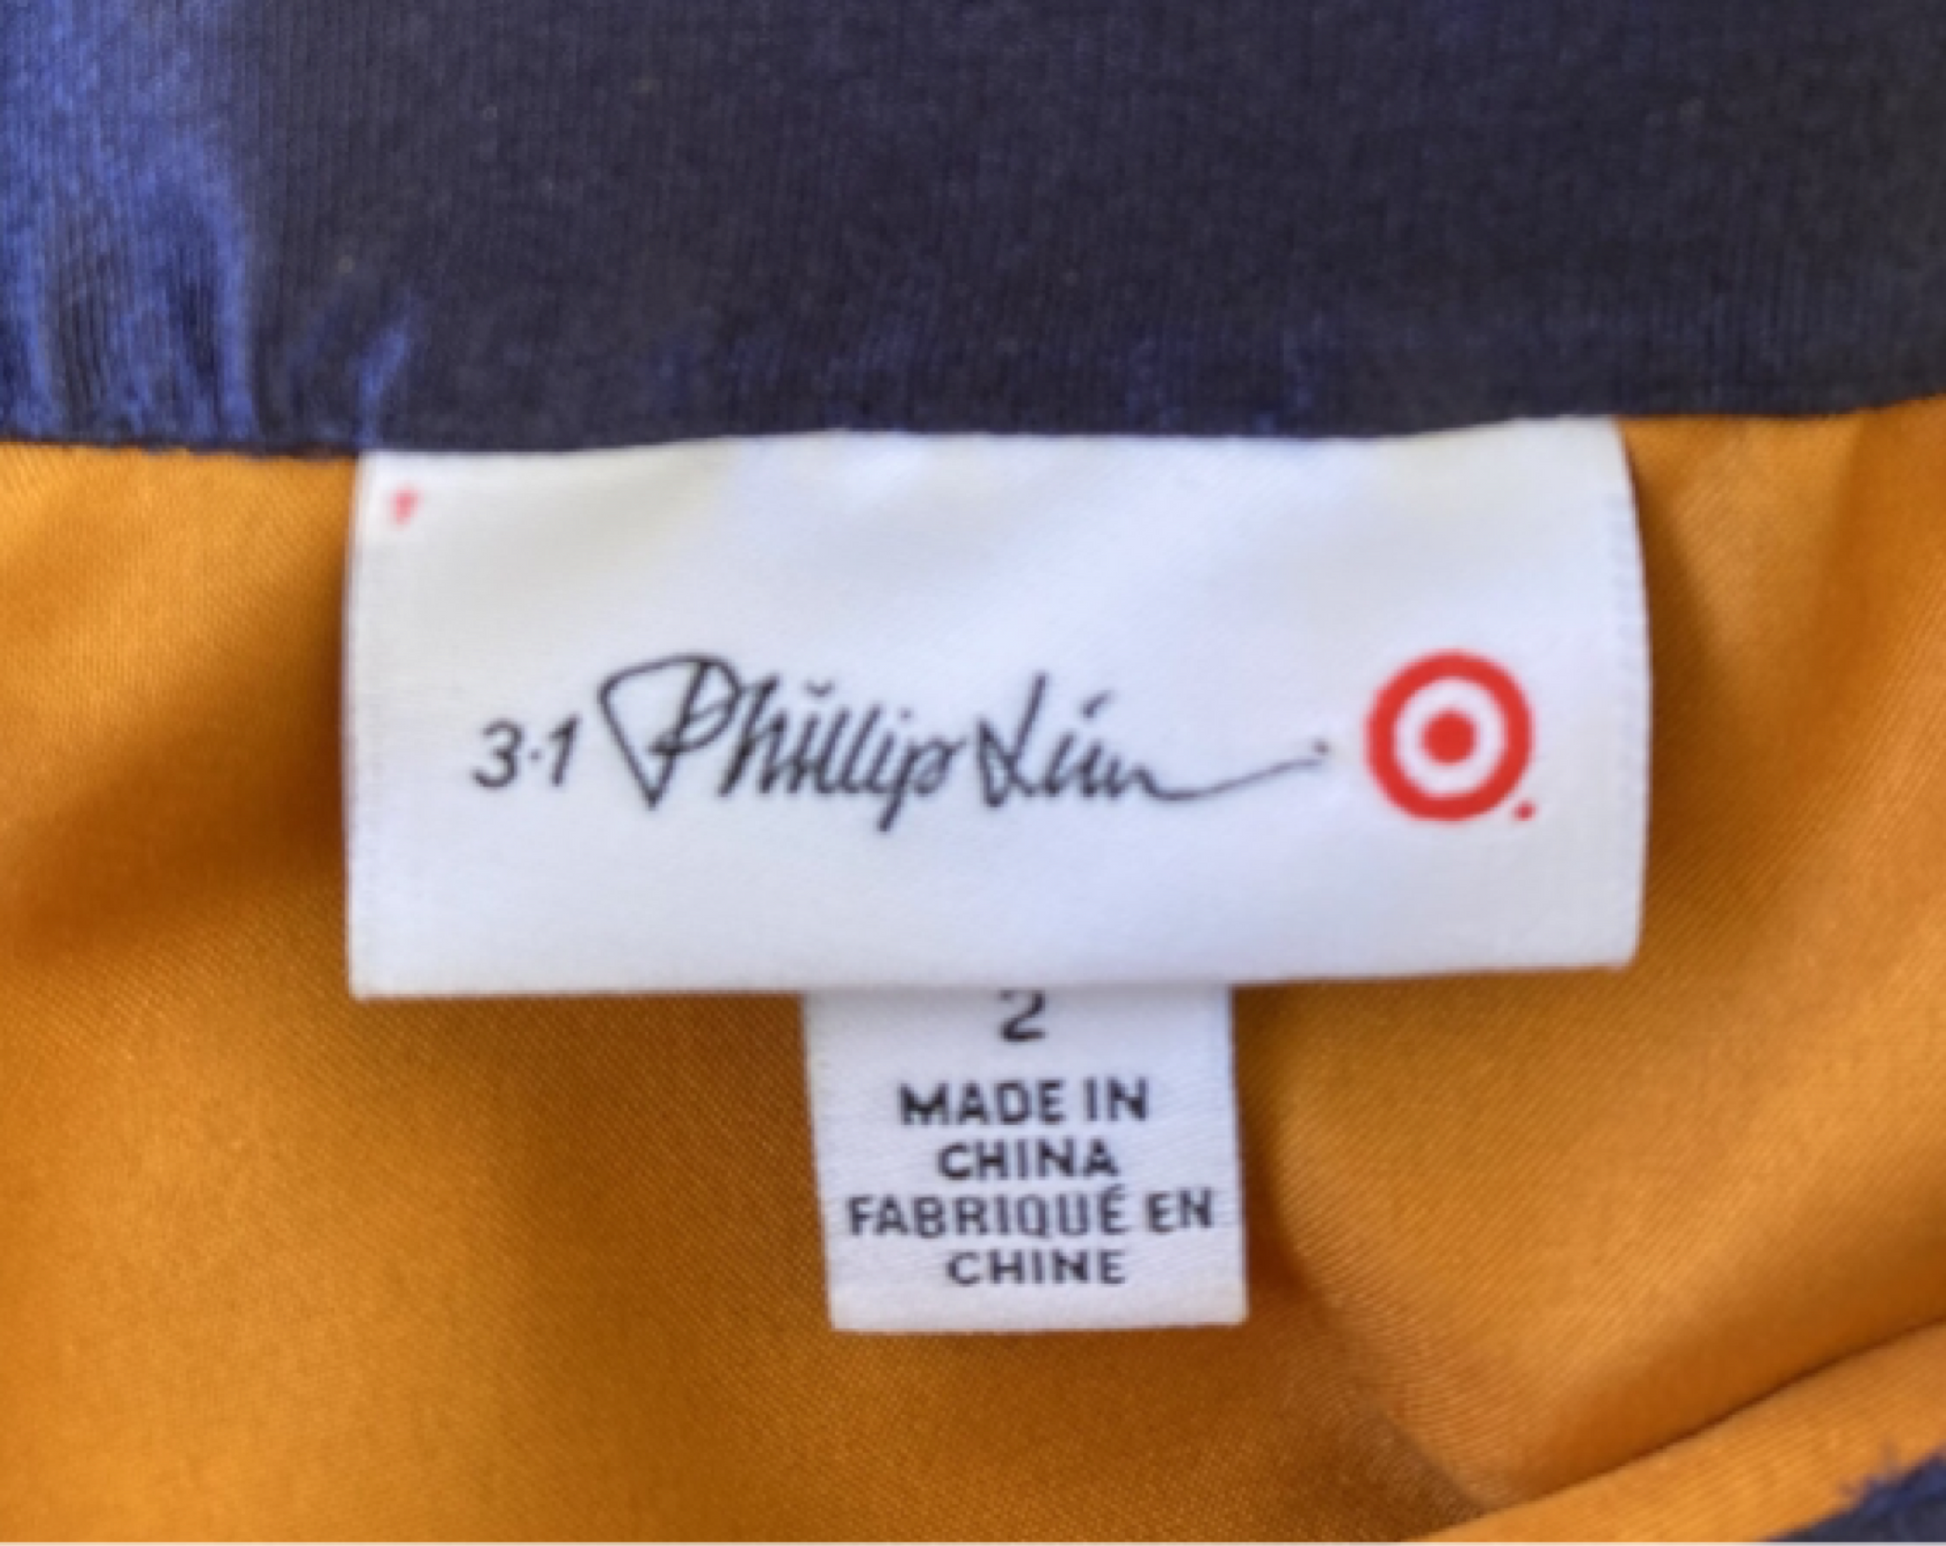 3·1 Phillip Lim
2
MADE IN
CHINA
FABRIQUÉ EN
CHINE